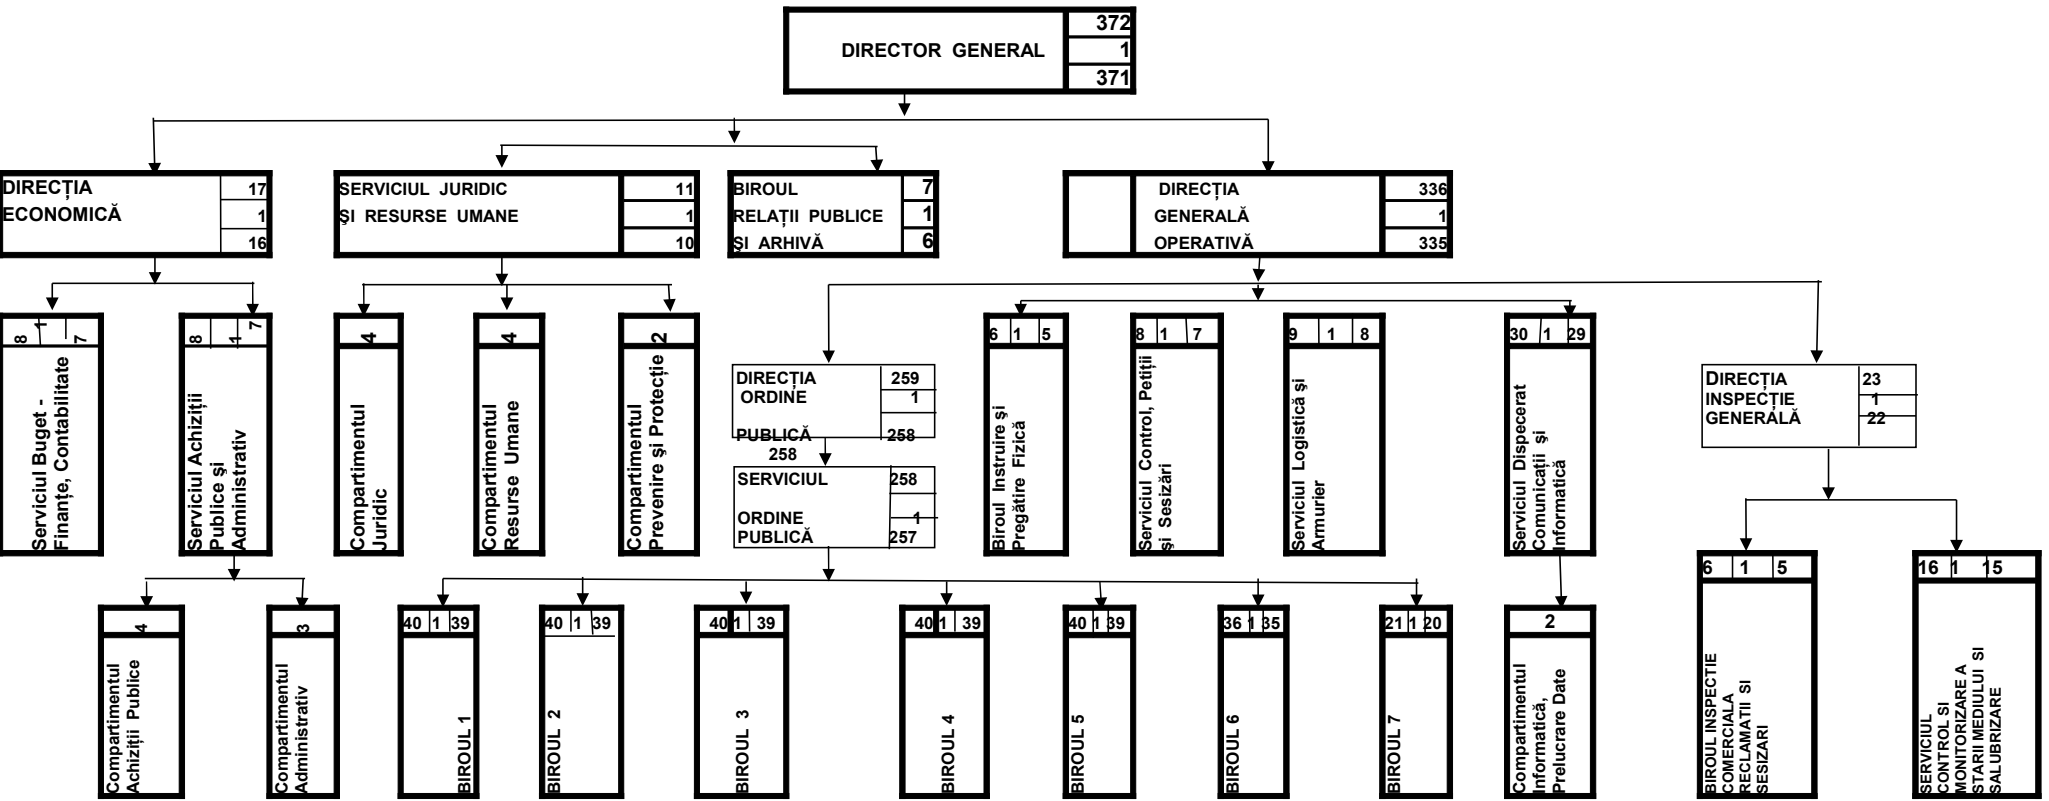 372
DIRECTOR GENERAL
1
371
DIRECȚIA
ECONOMICĂ
17
1
16
SERVICIUL JURIDIC
ŞI RESURSE UMANE
11
1
10
BIROUL
RELAȚII PUBLICE
ŞI ARHIVĂ
7
1
6
DIRECȚIA
GENERALĂ
OPERATIVĂ
336
1
335
8 1 7
Serviciul Buget -
Finanțe, Contabilitate
8 1 7
Serviciul Achiziții
Publice şi
Administrativ
4
Compartimentul
Juridic
4
Compartimentul
Resurse Umane
2
Compartimentul
Prevenire şi Protecție
DIRECȚIA
ORDINE
PUBLICĂ
259
1
258
258
SERVICIUL
ORDINE
PUBLICĂ
258
1
257
6 1 5
Biroul Instruire şi
Pregătire Fizică
8 1 7
Serviciul Control, Petiții
şi Sesizări
9 1 8
Serviciul Logistică şi
Armurier
30 1 29
Serviciul Dispecerat
Comunicații şi
Informatică
DIRECȚIA
INSPECȚIE
GENERALĂ
23
1
22
4
Compartimentul
Achiziții Publice
3
Compartimentul
Administrativ
40 1 39
BIROUL 1
40 1 39
BIROUL 2
40 1 39
BIROUL 3
40 1 39
BIROUL 4
40 1 39
BIROUL 5
36 1 35
BIROUL 6
21 1 20
BIROUL 7
2
Compartimentul
Informatică,
Prelucrare Date
6 1 5
BIROUL INSPECTIE
COMERCIALA
RECLAMATII SI
SESIZARI
16 1 15
SERVICIUL
CONTROL SI
MONITORIZARE A
STARII MEDIULUI SI
SALUBRIZARE